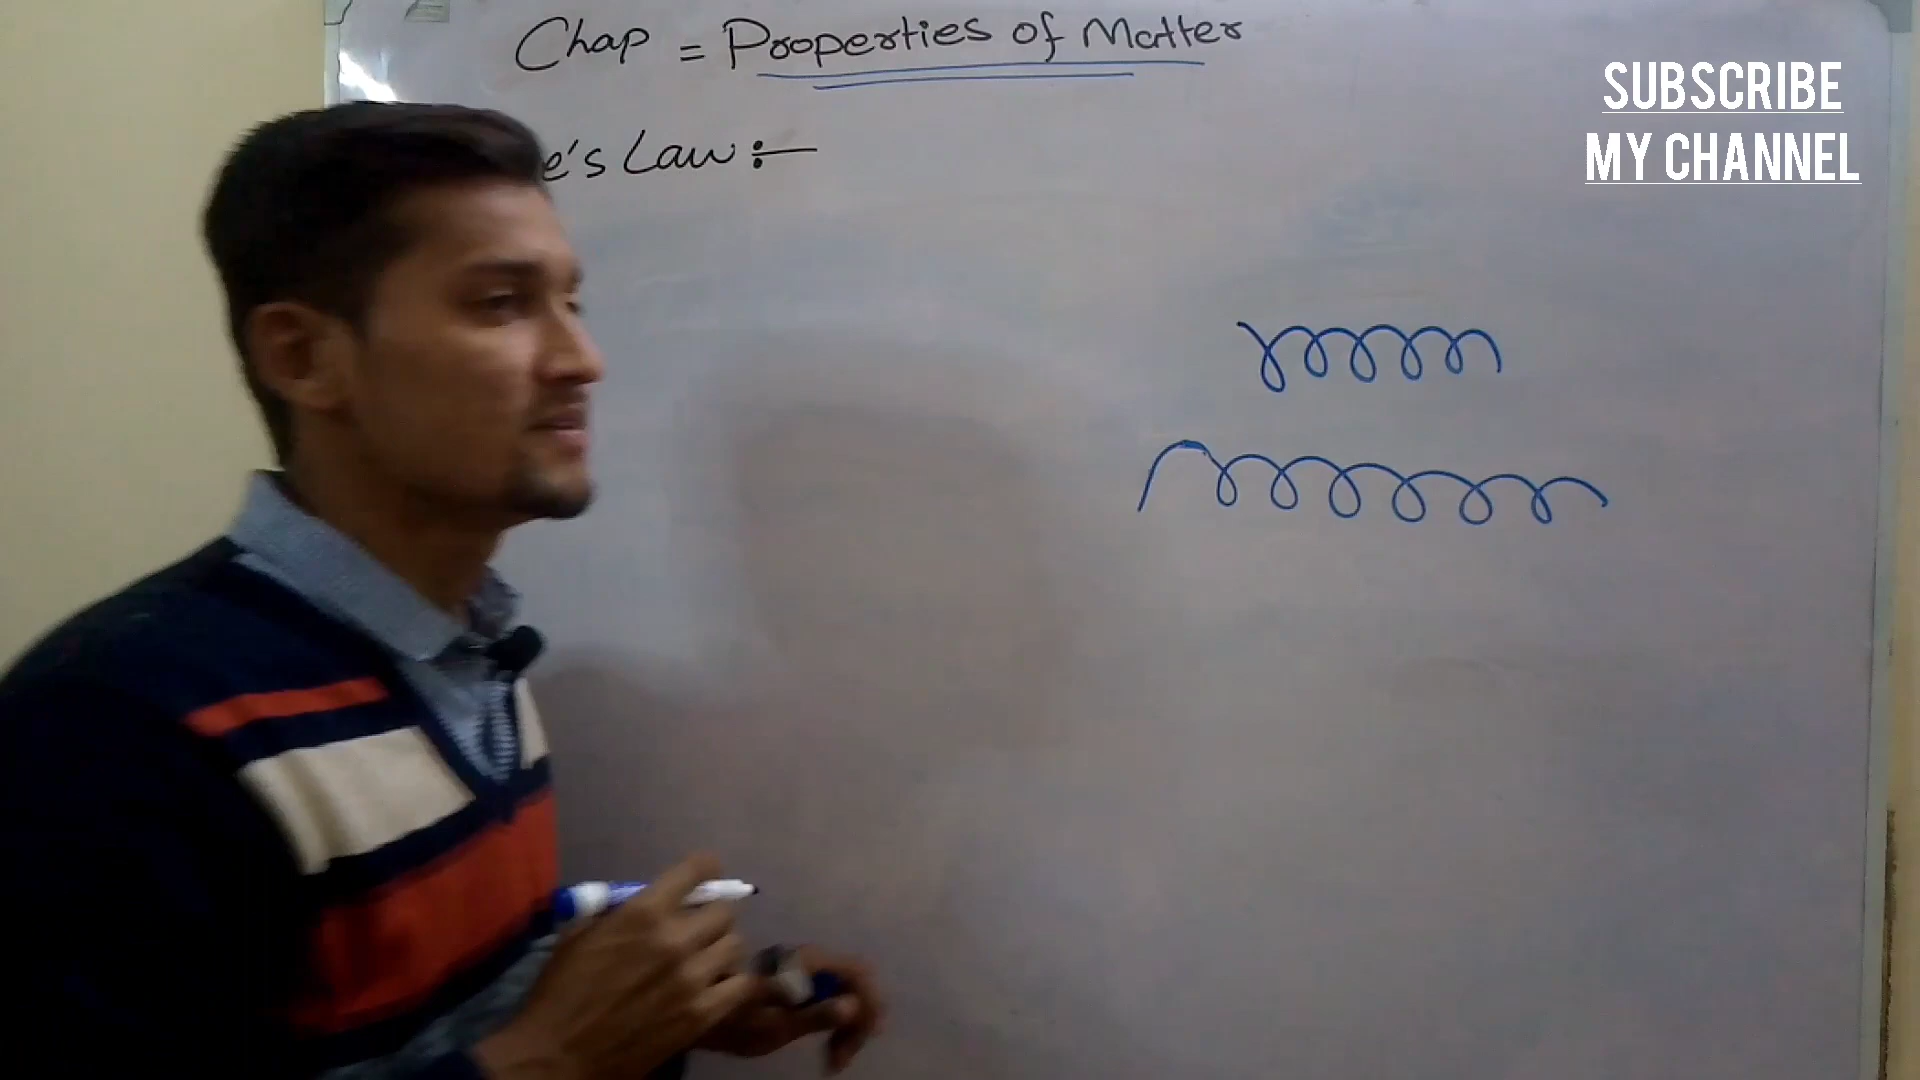 Chap = Properties of Matter
e's Law :-
SUBSCRIBE
MY CHANNEL